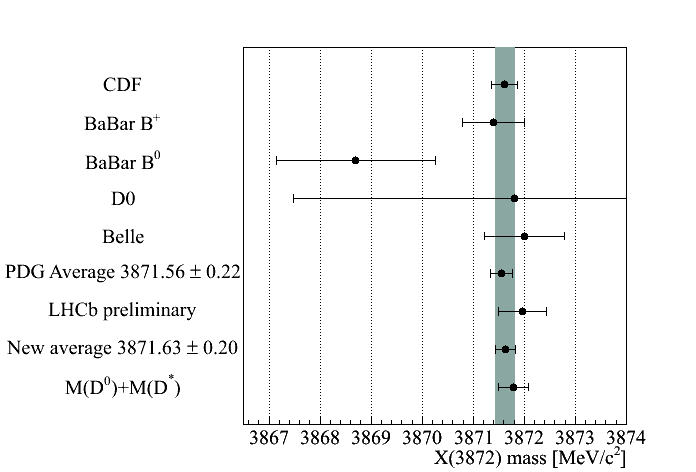 CDF
BaBar B⁺
BaBar B⁰
D0
Belle
PDG Average 3871.56 ± 0.22
LHCb preliminary
New average 3871.63 ± 0.20
M(D⁰)+M(D*)
3867 3868 3869 3870 3871 3872 3873 3874
X(3872) mass [MeV/c²]